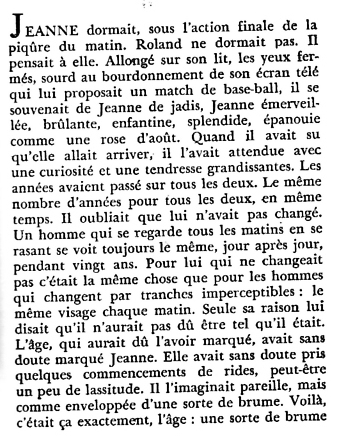 JEANNE dormait, sous l'action finale de la
piqûre du matin. Roland ne dormait pas. Il
pensait à elle. Allongé sur son lit, les yeux fer-
més, sourd au bourdonnement de son écran télé
qui lui proposait un match de base-ball, il se
souvenait de Jeanne de jadis, Jeanne émerveil-
lée, brûlante, enfantine, splendide, épanouie
comme une rose d'août. Quand il avait su
qu'elle allait arriver, il l'avait attendue avec
une curiosité et une tendresse grandissantes. Les
années avaient passé sur tous les deux. Le même
nombre d'années pour tous les deux, en même
temps. Il oubliait que lui n'avait pas changé.
Un homme qui se regarde tous les matins en se
rasant se voit toujours le même, jour après jour,
pendant vingt ans. Pour lui qui ne changeait
pas c'était la même chose que pour les hommes
qui changent par tranches imperceptibles : le
même visage chaque matin. Seule sa raison lui
disait qu'il n'aurait pas dû être tel qu'il était.
L'âge, qui aurait dû l'avoir marqué, avait sans
doute marqué Jeanne. Elle avait sans doute pris
quelques commencements de rides, peut-être
un peu de lassitude. Il l'imaginait pareille, mais
comme enveloppée d'une sorte de brume. Voilà,
c'était ça exactement, l'âge : une sorte de brume